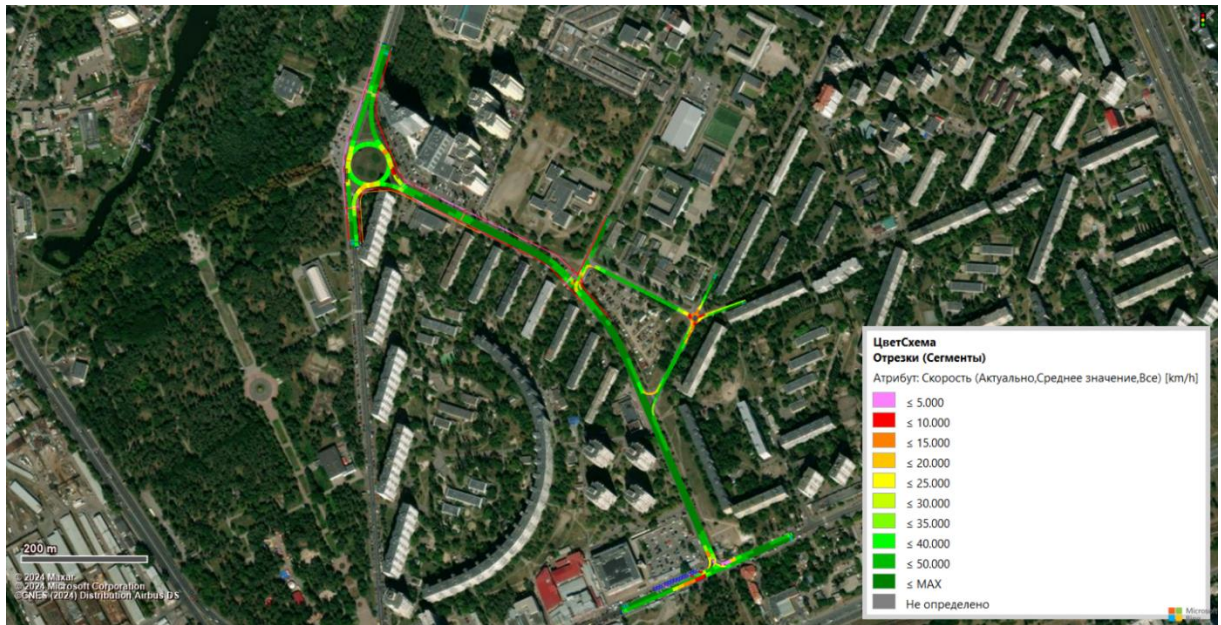 ЦветСхема
Отрезки (Сегменты)
Атрибут: Скорость (Актуально,Среднее значение,Все) [km/h]
≤ 5.000
≤ 10.000
≤ 15.000
≤ 20.000
≤ 25.000
≤ 30.000
≤ 35.000
≤ 40.000
≤ 50.000
≤ MAX
Не определено
200 m
© 2024 Maxar
© 2024 Microsoft Corporation
©CNES (2024) Distribution Airbus DS
Microsoft